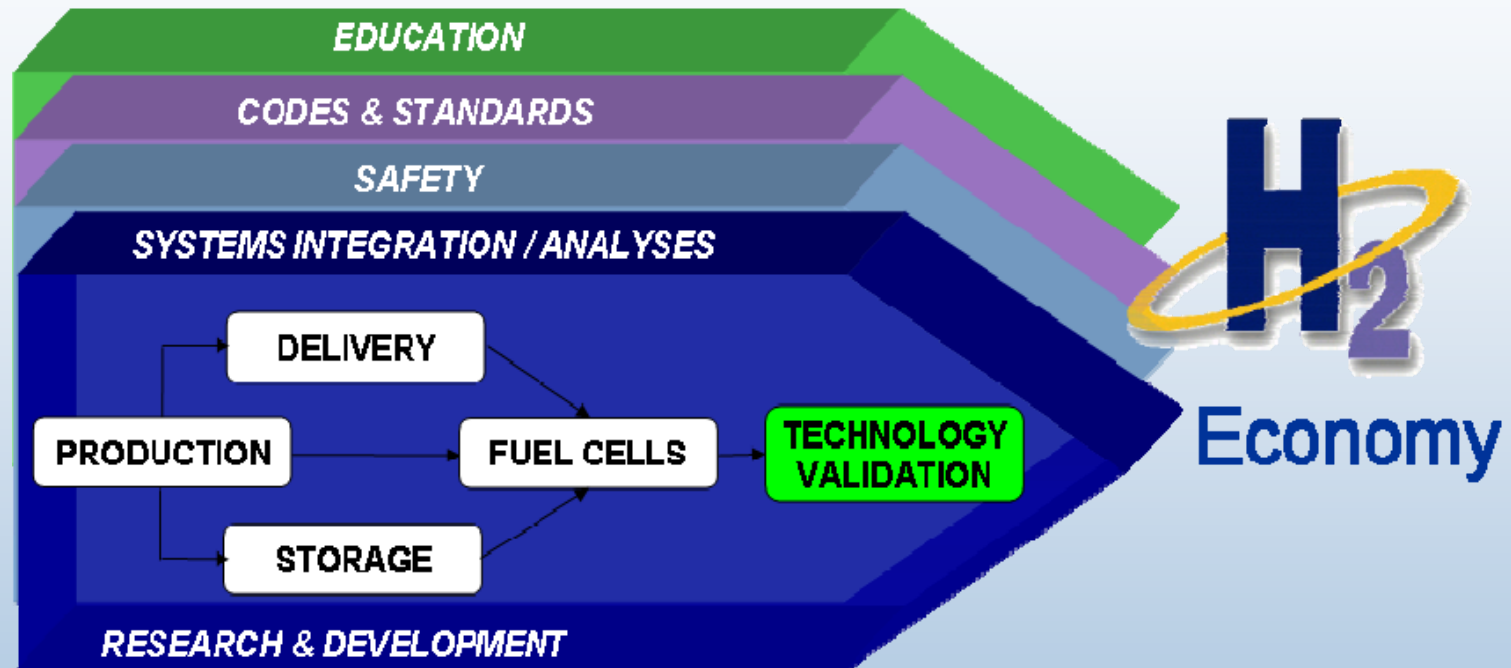 EDUCATION
CODES & STANDARDS
SAFETY
SYSTEMS INTEGRATION / ANALYSES
DELIVERY
PRODUCTION
FUEL CELLS
TECHNOLOGY
VALIDATION
STORAGE
RESEARCH & DEVELOPMENT
H2
Economy